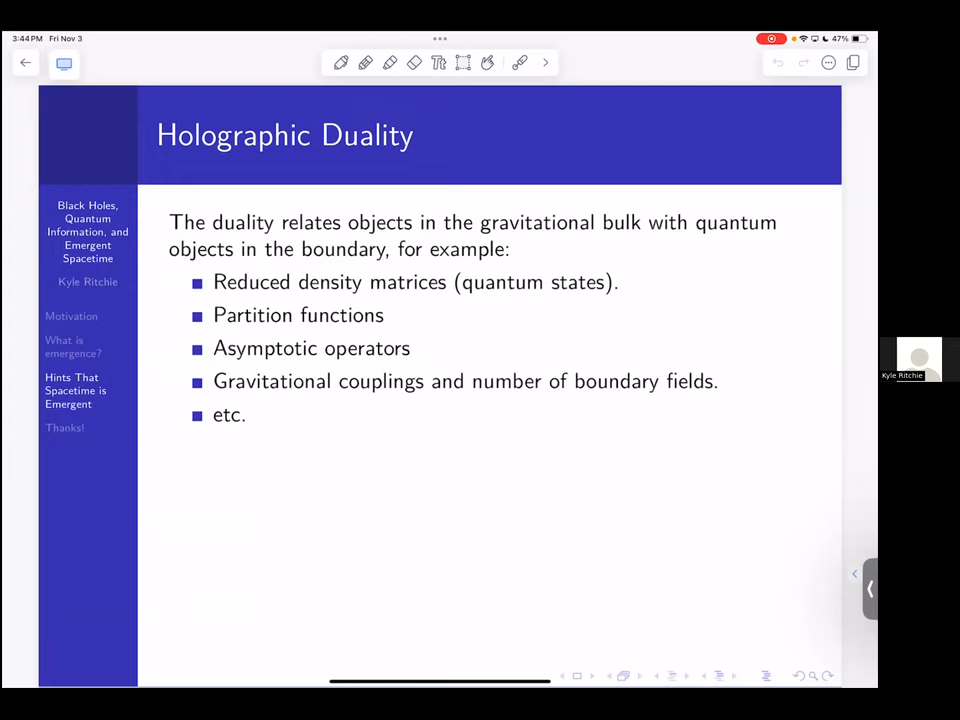 3:44 PM Fri Nov 3
47%
Holographic Duality
Black Holes,
Quantum
Information, and
Emergent
Spacetime
Kyle Ritchie
Motivation
What is
emergence?
Hints That
Spacetime is
Emergent
Thanks!
The duality relates objects in the gravitational bulk with quantum
objects in the boundary, for example:
Reduced density matrices (quantum states).
Partition functions
Asymptotic operators
Gravitational couplings and number of boundary fields.
etc.
Kyle Ritchie